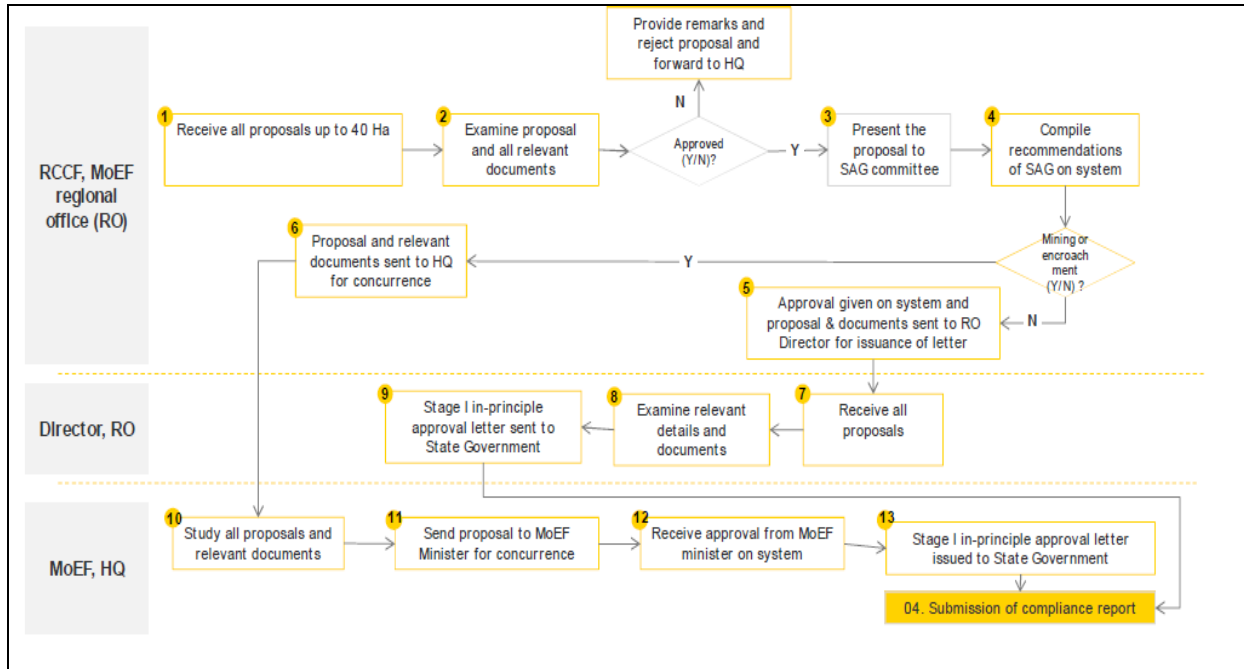 Provide remarks and
reject proposal and
forward to HQ
N
RCCF, MoEF
regional
office (RO)
1
Receive all proposals up to 40 Ha
2
Examine proposal
and all relevant
documents
Approved
(Y/N)?
Y
3
Present the
proposal to
SAG committee
4
Compile
recommendations
of SAG on system
Mining or
encroach
ment
(Y/N) ?
Y
N
6
Proposal and relevant
documents sent to HQ
for concurrence
5
Approval given on system and
proposal & documents sent to RO
Director for issuance of letter
Director, RO
9
Stage I in-principle
approval letter sent to
State Government
8
Examine relevant
details and
documents
7
Receive all
proposals
MoEF, HQ
10
Study all proposals and
relevant documents
11
Send proposal to MoEF
Minister for concurrence
12
Receive approval from MoEF
minister on system
13
Stage I in-principle approval letter
issued to State Government
04. Submission of compliance report